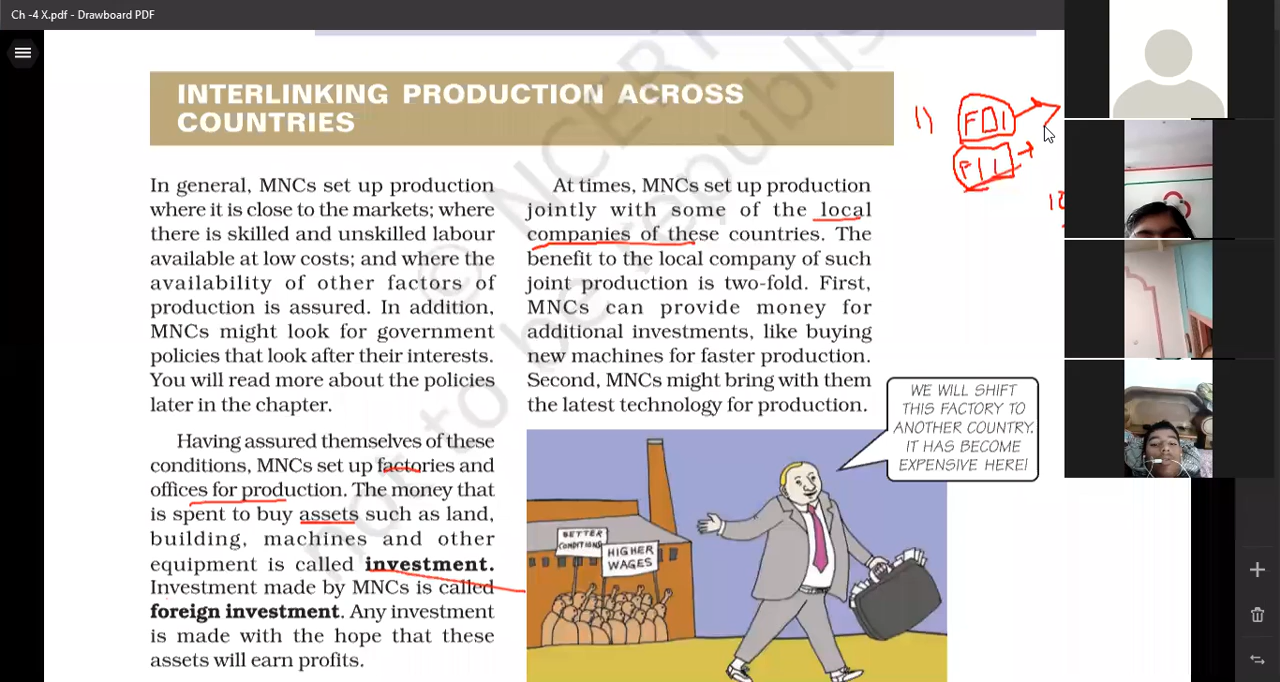 Ch -4 X.pdf - Drawboard PDF
INTERLINKING PRODUCTION ACROSS
COUNTRIES
1)
FDI
In general, MNCs set up production
where it is close to the markets; where
there is skilled and unskilled labour
available at low costs; and where the
availability of other factors of
production is assured. In addition,
MNCs might look for government
policies that look after their interests.
You will read more about the policies
later in the chapter.
Having assured themselves of these
conditions, MNCs set up factories and
offices for production. The money that
is spent to buy assets such as land,
building, machines and other
equipment is called investment.
Investment made by MNCs is called
foreign investment. Any investment
is made with the hope that these
assets will earn profits.
At times, MNCs set up production
jointly with some of the local
companies of these countries. The
benefit to the local company of such
joint production is two-fold. First,
MNCs can provide money for
additional investments, like buying
new machines for faster production.
Second, MNCs might bring with them
the latest technology for production.
WE WILL SHIFT
THIS FACTORY TO
ANOTHER COUNTRY.
IT HAS BECOME
EXPENSIVE HERE!
BETTER
CONDITIONS
HIGHER
WAGES
© NCERT
not to be republis